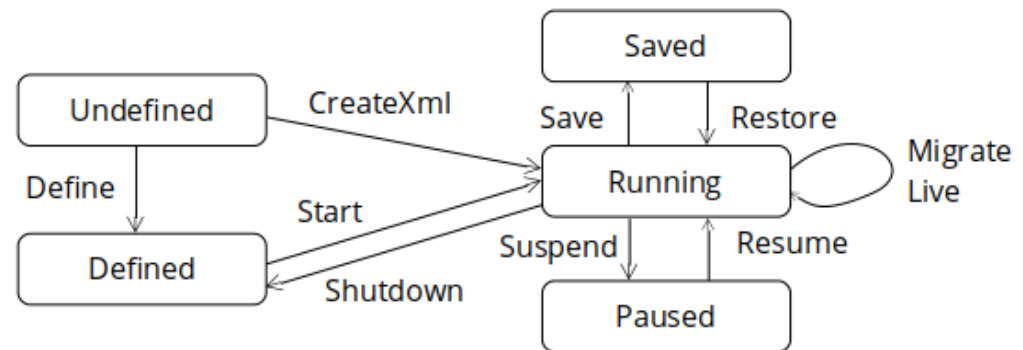 Saved
Undefined
CreateXml
Save
Restore
Migrate
Live
Running
Define
Start
Suspend
Resume
Defined
Shutdown
Paused